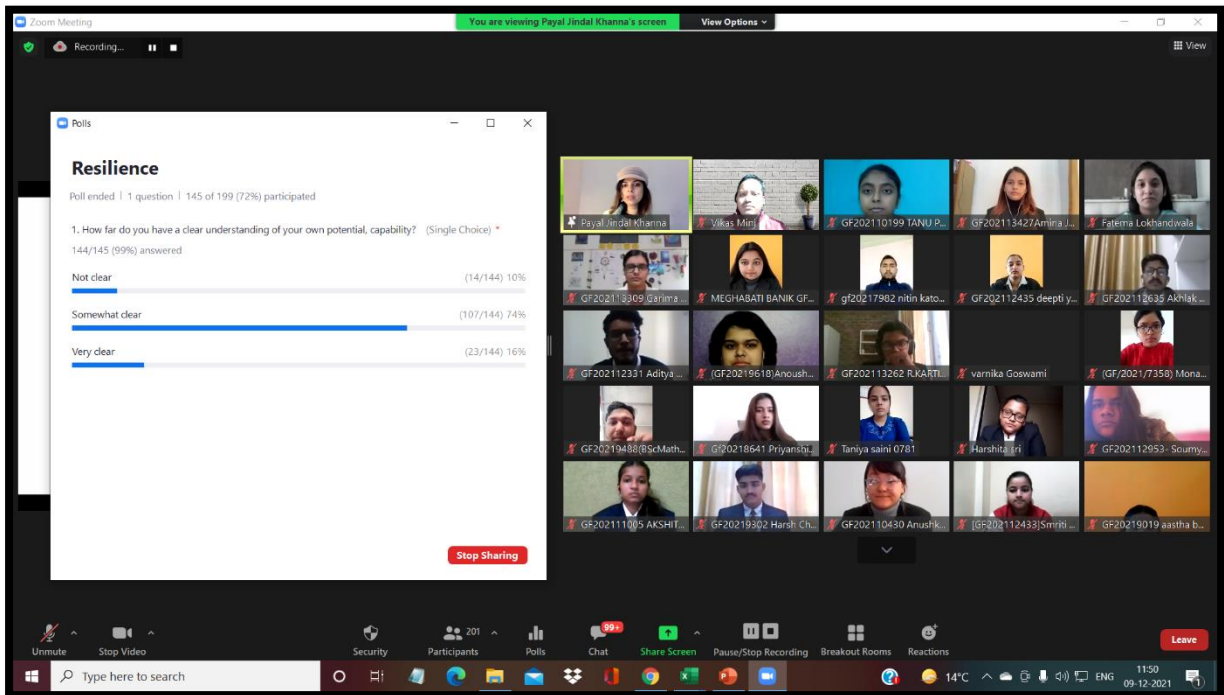 Zoom Meeting
You are viewing Payal Jindal Khanna's screen View Options
Recording...
View
Polls
Resilience
Poll ended | 1 question | 145 of 199 (72%) participated
1. How far do you have a clear understanding of your own potential, capability? (Single Choice) *
144/145 (99%) answered
Not clear (14/144) 10%
Somewhat clear (107/144) 74%
Very clear (23/144) 16%
Stop Sharing
Payal Jindal Khanna
Vikas Minj
GF202110199 TANU P...
GF202113427Amina J...
Fatema Lokhandwala
GF202113309 Garima ...
MEGHABATI BANIK GF...
gf20217982 nitin kato...
GF202112435 deepti y...
GF202112635 Akhlak ...
GF202112331 Aditya ...
(GF20219618)Anoush...
GF202113262 R.KARTI...
varnika Goswami
(GF/2021/7358) Mona...
GF20219488(BScMath...
Gf20218641 Priyanshi...
Taniya saini 0781
Harshita sri
GF202112953- Soumy...
GF202111005 AKSHIT...
GF20219302 Harsh Ch...
GF202110430 Anushk...
[GF202112433]Smriti ...
GF20219019 aastha b...
Unmute
Stop Video
Security
201
Participants
Polls
99+
Chat
Share Screen
Pause/Stop Recording
Breakout Rooms
Reactions
Leave
Type here to search
14°C
ENG
11:50
09-12-2021